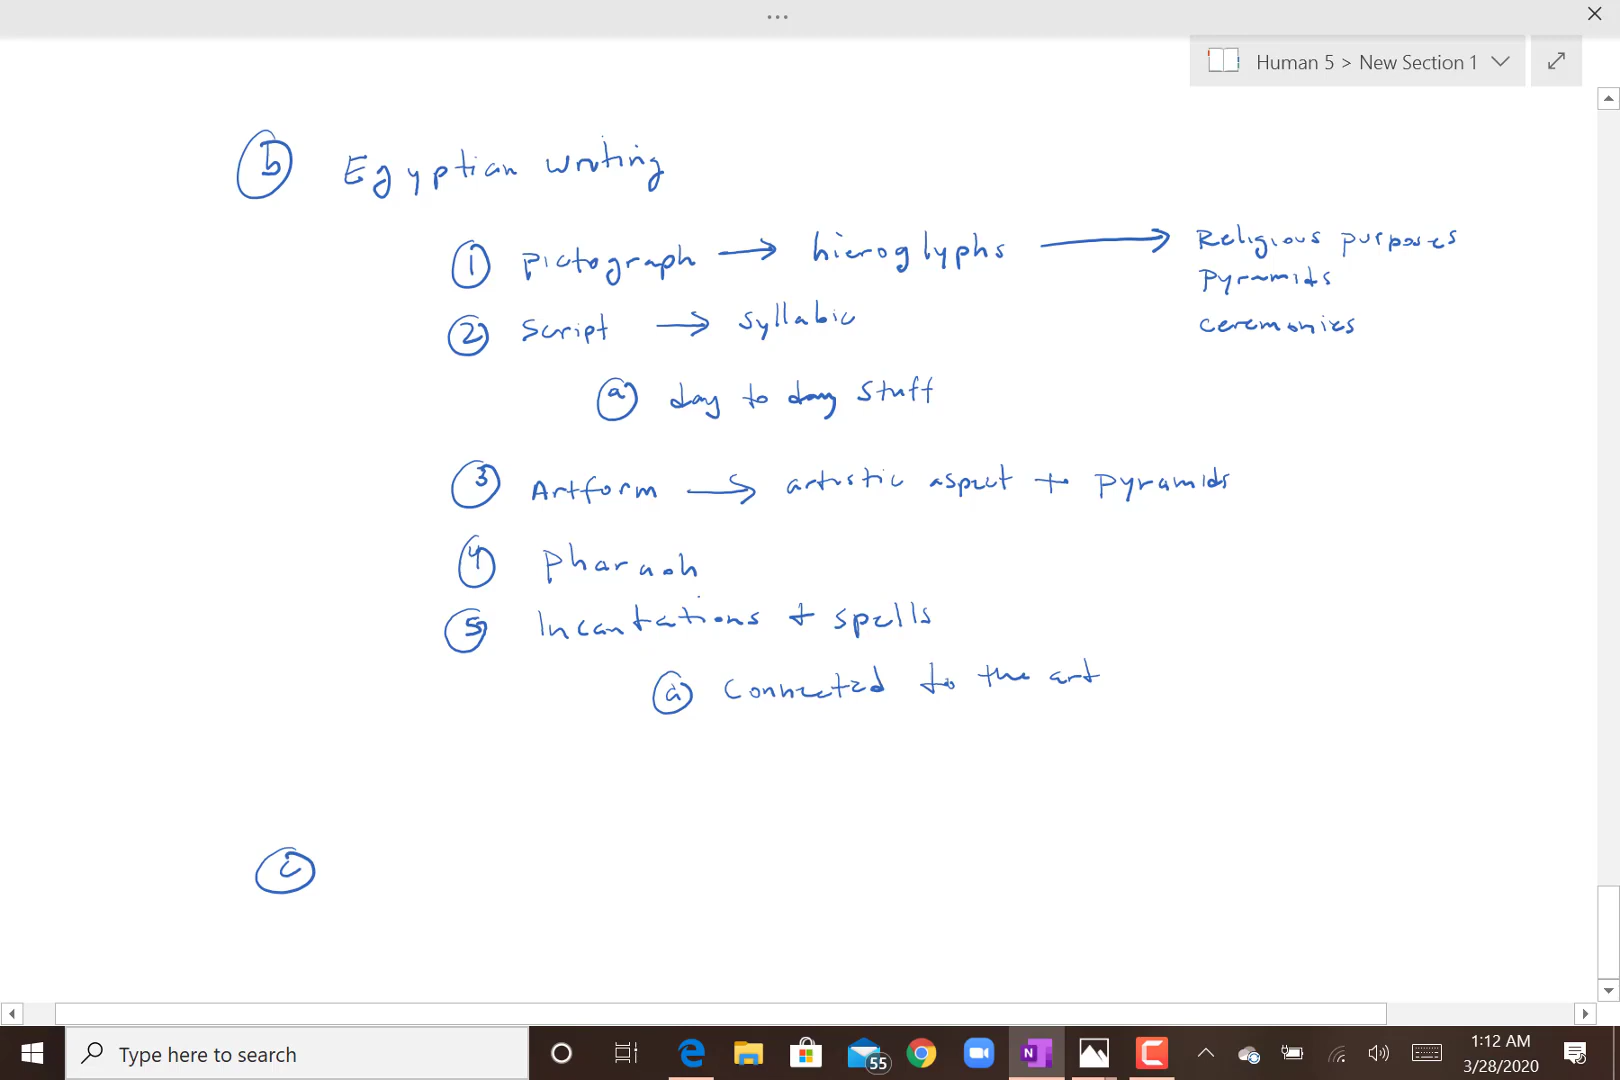 ...
Human 5 > New Section 1
b Egyptian writing
1 Pictograph → hieroglyphs → Religious purposes
Pyramids
ceremonies
2 Script → syllabic
a day to day stuff
3 Artform → artistic aspect + pyramids
4 Pharaoh
5 Incantations + spells
a Connected to the art
c
Type here to search
55
N
1:12 AM
3/28/2020